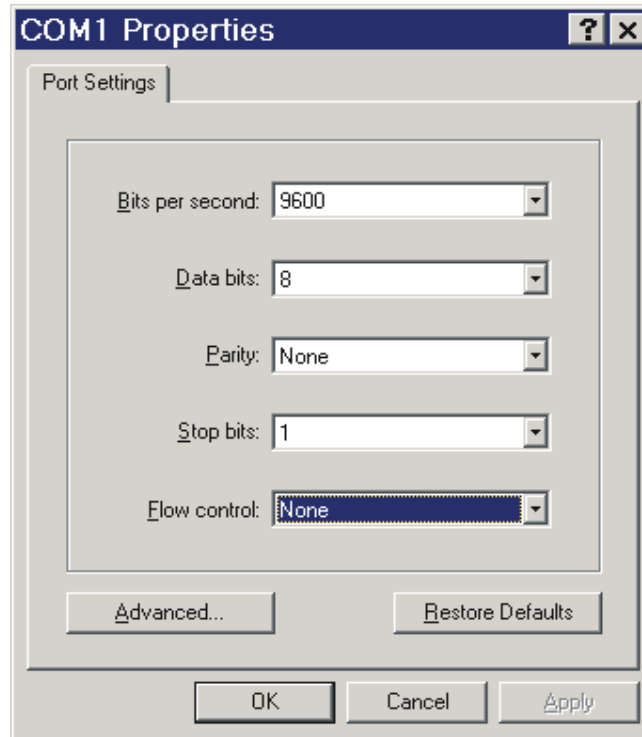 COM1 Properties
Port Settings
Bits per second: 9600
Data bits: 8
Parity: None
Stop bits: 1
Flow control: None
Advanced... Restore Defaults
OK Cancel Apply